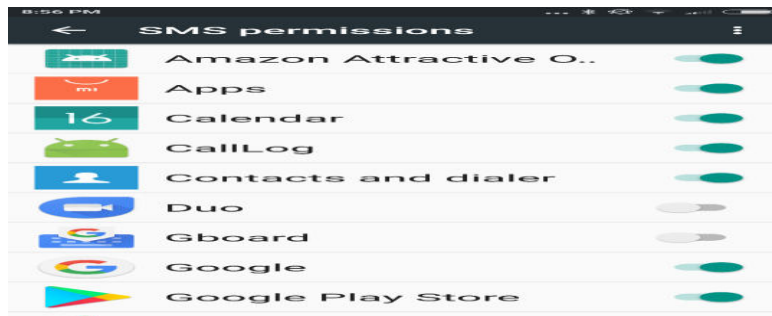 8:56 PM
SMS permissions
Amazon Attractive O..
mi
Apps
16
Calendar
CallLog
Contacts and dialer
Duo
Gboard
Google
Google Play Store